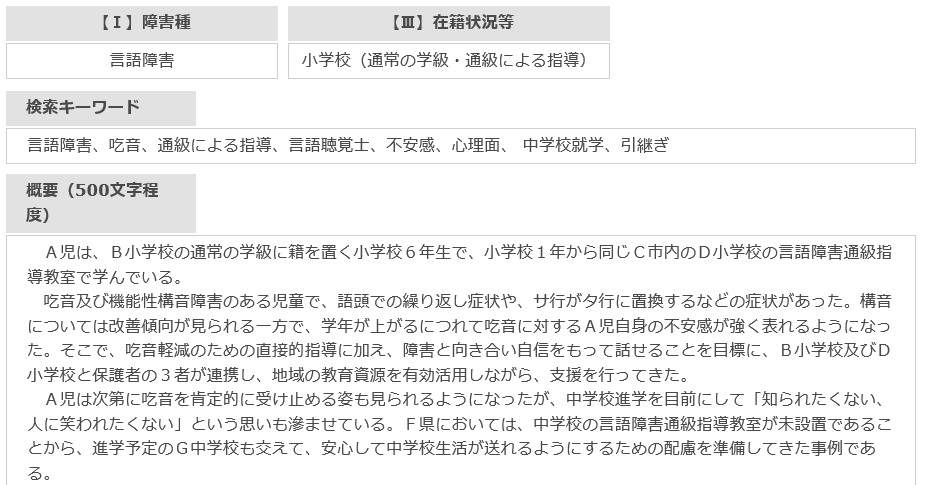 【Ⅰ】障害種
【Ⅲ】在籍状況等
言語障害
小学校（通常の学級・通級による指導）
検索キーワード
言語障害、吃音、通級による指導、言語聴覚士、不安感、心理面、 中学校就学、引継ぎ
概要（500文字程
度）
　Ａ児は、Ｂ小学校の通常の学級に籍を置く小学校６年生で、小学校１年から同じＣ市内のＤ小学校の言語障害通級指
導教室で学んでいる。
　吃音及び機能性構音障害のある児童で、語頭での繰り返し症状や、サ行がタ行に置換するなどの症状があった。構音
については改善傾向が見られる一方で、学年が上がるにつれて吃音に対するＡ児自身の不安感が強く表れるようになっ
た。そこで、吃音軽減のための直接的指導に加え、障害と向き合い自信をもって話せることを目標に、Ｂ小学校及びＤ
小学校と保護者の３者が連携し、地域の教育資源を有効活用しながら、支援を行ってきた。
　Ａ児は次第に吃音を肯定的に受け止める姿も見られるようになったが、中学校進学を目前にして「知られたくない、
人に笑われたくない」という思いも滲ませている。Ｆ県においては、中学校の言語障害通級指導教室が未設置であるこ
とから、進学予定のＧ中学校も交えて、安心して中学校生活が送れるようにするための配慮を準備してきた事例であ
る。